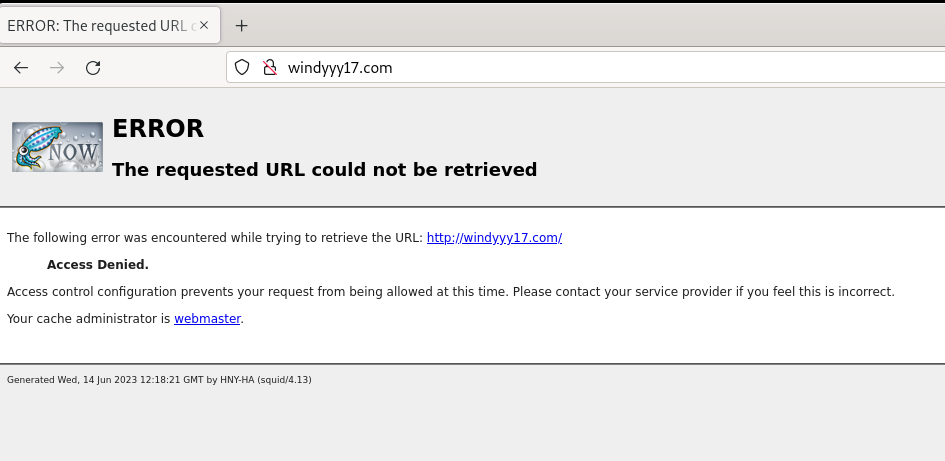 ERROR: The requested URL c
windyyy17.com
NOW
ERROR
The requested URL could not be retrieved
The following error was encountered while trying to retrieve the URL: http://windyyy17.com/
Access Denied.
Access control configuration prevents your request from being allowed at this time. Please contact your service provider if you feel this is incorrect.
Your cache administrator is webmaster.
Generated Wed, 14 Jun 2023 12:18:21 GMT by HNY-HA (squid/4.13)